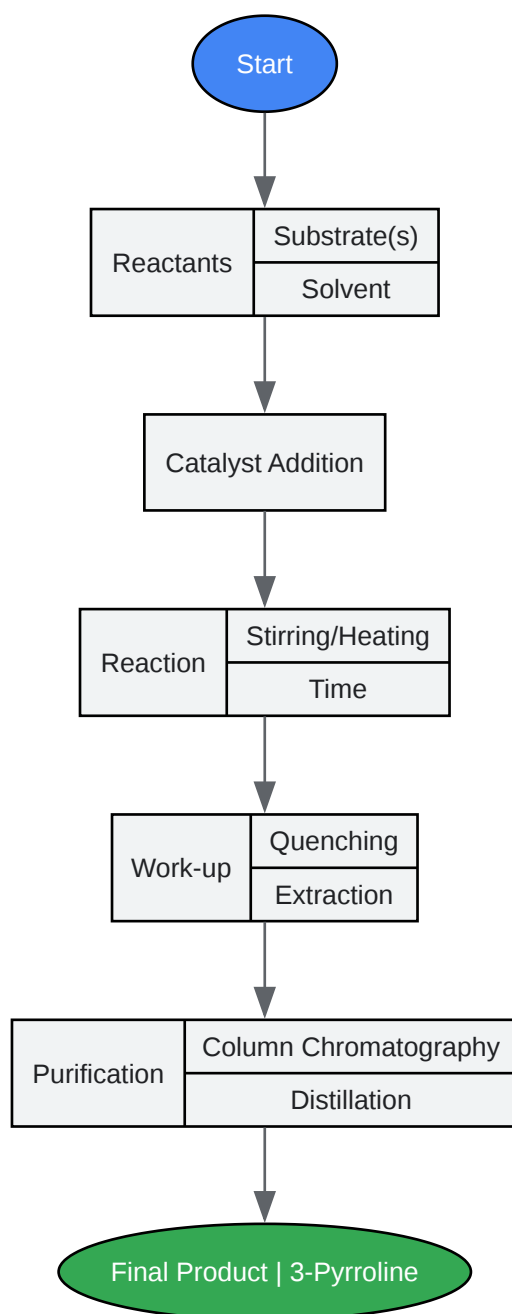 Start
Reactants
Substrate(s)
Solvent
Catalyst Addition
Reaction
Stirring/Heating
Time
Work-up
Quenching
Extraction
Purification
Column Chromatography
Distillation
Final Product | 3-Pyrroline